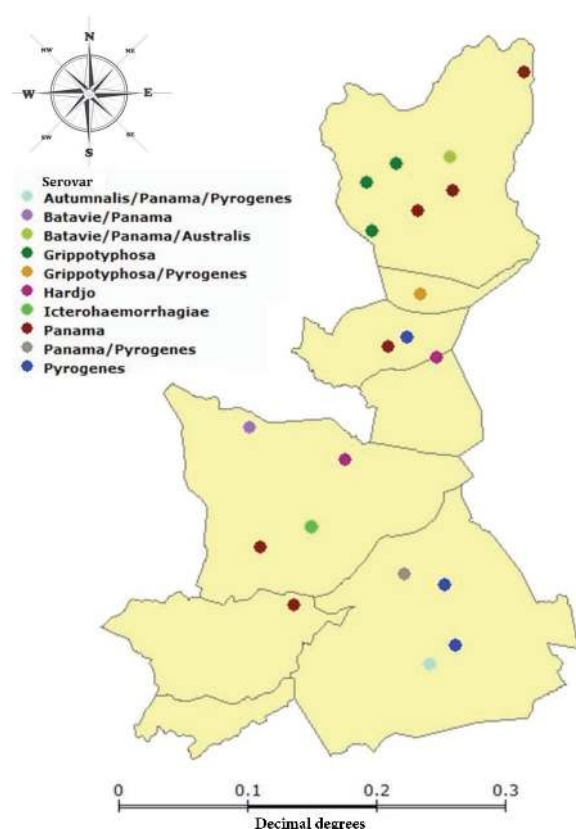 N
NW
NE
W
E
SW
SE
S
Serovar
Autumnalis/Panama/Pyrogenes
Batavie/Panama
Batavie/Panama/Australis
Grippotyphosa
Grippotyphosa/Pyrogenes
Hardjo
Icterohaemorrhagiae
Panama
Panama/Pyrogenes
Pyrogenes
0 0.1 0.2 0.3
Decimal degrees